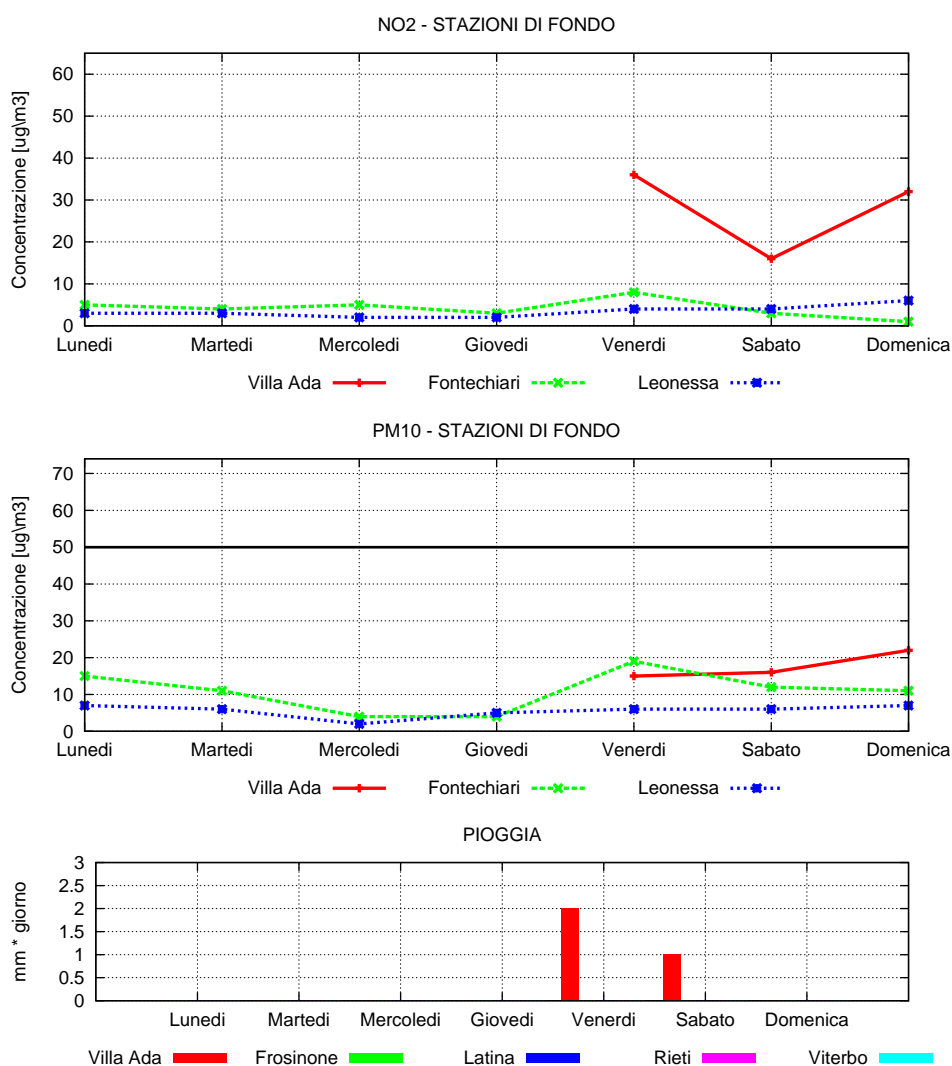 NO2 - STAZIONI DI FONDO
Concentrazione [ug\m3]
60
50
40
30
20
10
0
Lunedi Martedi Mercoledi Giovedi Venerdi Sabato Domenica
Villa Ada Fontechiari Leonessa
PM10 - STAZIONI DI FONDO
Concentrazione [ug\m3]
70
60
50
40
30
20
10
0
Lunedi Martedi Mercoledi Giovedi Venerdi Sabato Domenica
Villa Ada Fontechiari Leonessa
PIOGGIA
mm * giorno
3
2.5
2
1.5
1
0.5
0
Lunedi Martedi Mercoledi Giovedi Venerdi Sabato Domenica
Villa Ada Frosinone Latina Rieti Viterbo